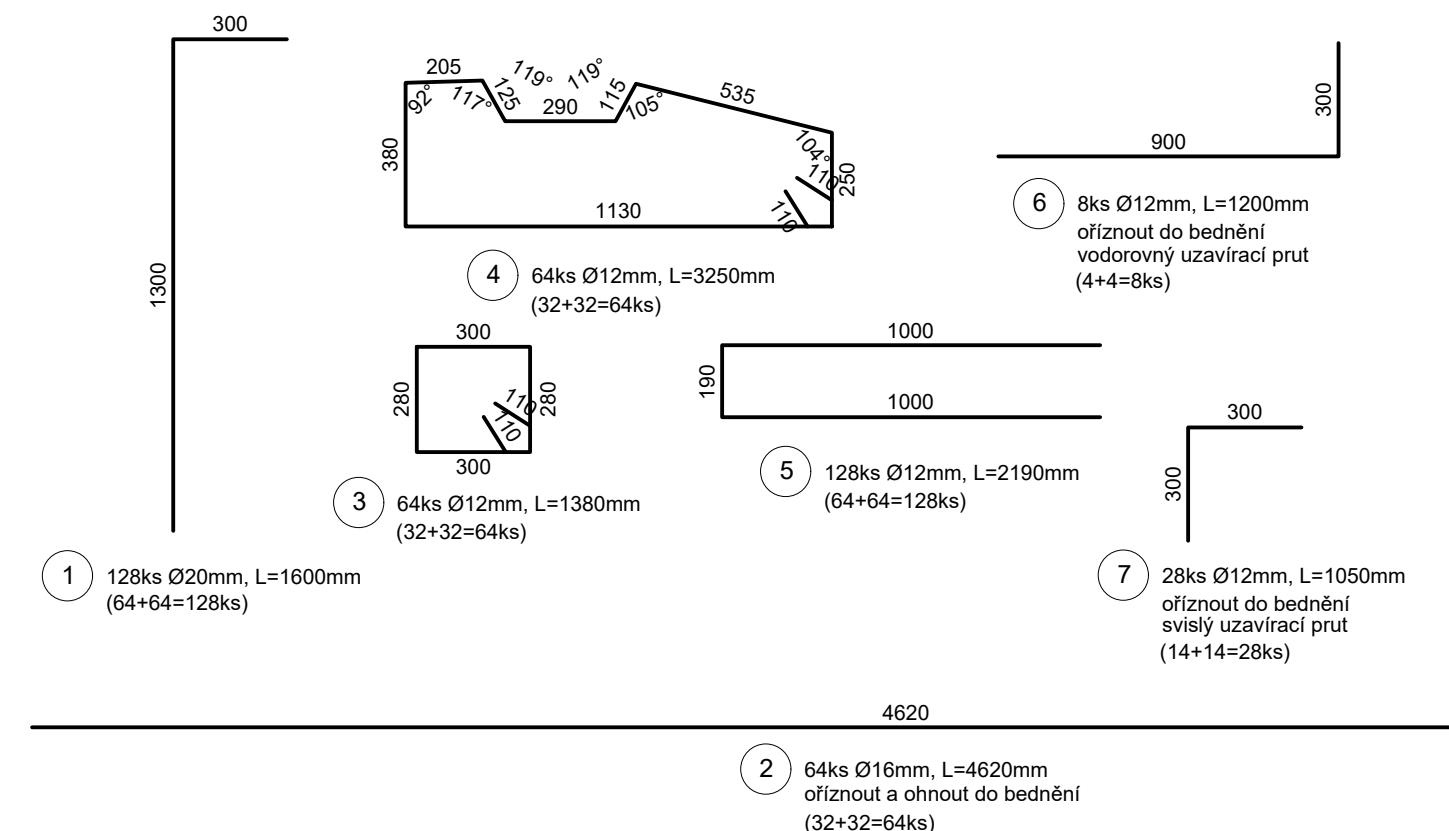 300
1300
1
128ks Ø20mm, L=1600mm
(64+64=128ks)
205
92°
117°
125
119°
119°
290
115
105°
535
104°
380
110
250
110
1130
4
64ks Ø12mm, L=3250mm
(32+32=64ks)
900
300
6
8ks Ø12mm, L=1200mm
oříznout do bednění
vodorovný uzavírací prut
(4+4=8ks)
300
280
280
110
110
300
3
64ks Ø12mm, L=1380mm
(32+32=64ks)
1000
190
1000
5
128ks Ø12mm, L=2190mm
(64+64=128ks)
300
300
7
28ks Ø12mm, L=1050mm
oříznout do bednění
svislý uzavírací prut
(14+14=28ks)
4620
2
64ks Ø16mm, L=4620mm
oříznout a ohnout do bednění
(32+32=64ks)